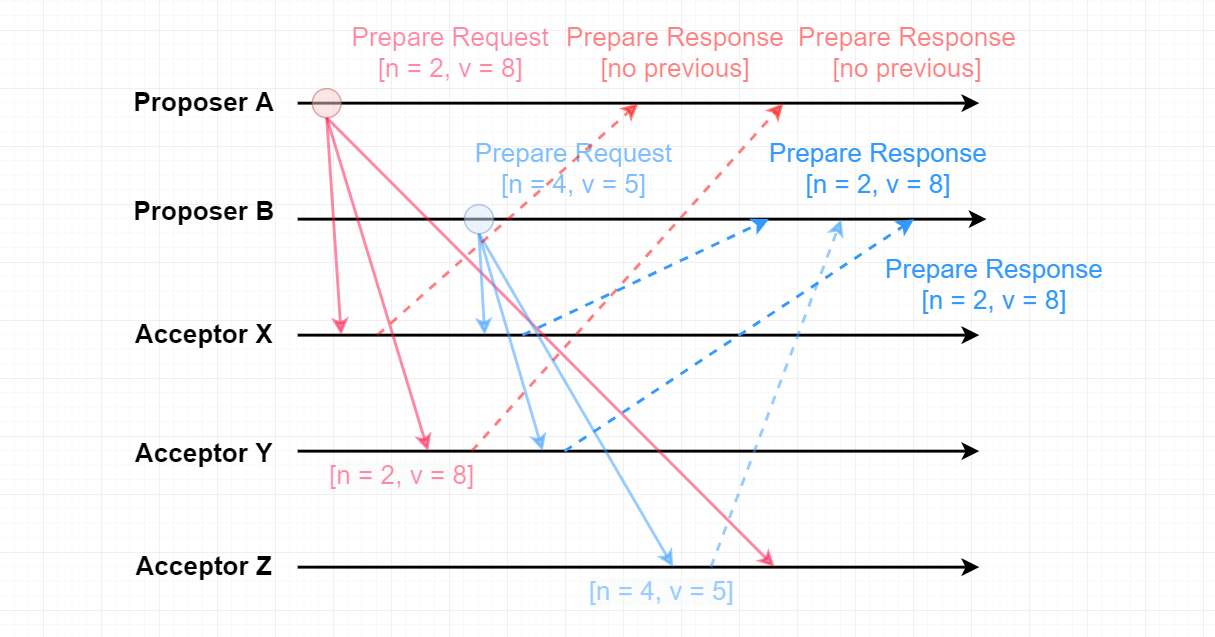 Prepare Request
[n = 2, v = 8]
Prepare Response
[no previous]
Prepare Response
[no previous]
Proposer A
Prepare Request
[n = 4, v = 5]
Prepare Response
[n = 2, v = 8]
Proposer B
Prepare Response
[n = 2, v = 8]
Acceptor X
Acceptor Y
[n = 2, v = 8]
Acceptor Z
[n = 4, v = 5]